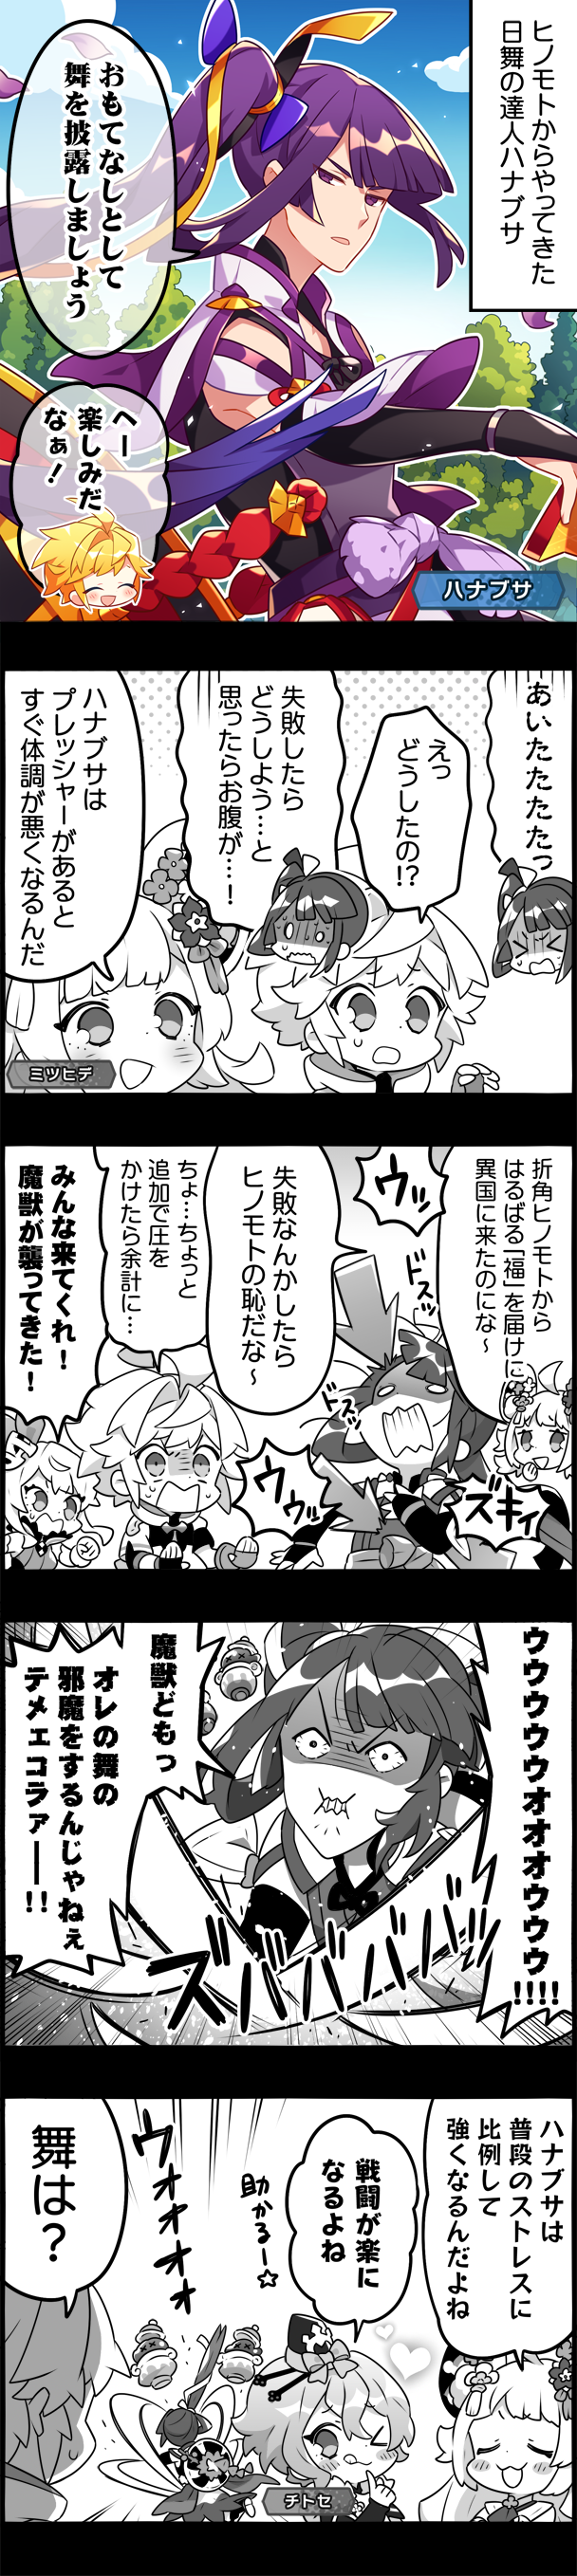 ヒノモトからやってきた
日舞の達人ハナブサ
おもてなしとして
舞を披露しましょう
へー
楽しみだ
なぁ！
ハナブサ
あいたたたたっ
えっ
どうしたの!?
失敗したら
どうしよう…と
思ったらお腹が…！
ハナブサは
プレッシャーがあると
すぐ体調が悪くなるんだ
ミツヒデ
折角ヒノモトから
はるばる「福」を届けに
異国に来たのにな～
ウッ
ドスッ
失敗なんかしたら
ヒノモトの恥だな～
ドスッ
ウウッ
ズキィ
ちょ…ちょっと
追加で圧を
かけたら余計に…
みんな来てくれ！
魔獣が襲ってきた！
ウウウウウウオオオウウウ!!!!
魔獣どもっ
オレの舞の
邪魔をするんじゃねぇ
テメェコラァ――!!
ズババババ
ハナブサは
普段のストレスに
比例して
強くなるんだよね
戦闘が楽に
なるよね
助かるー☆
チトセ
ウオオオオ
舞は？